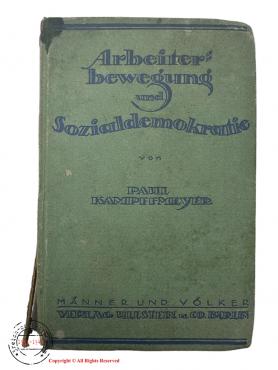 Arbeiter=
bewegung
und
Sozialdemokratie
von
PAUL
KAMPFFMEYER
MÄNNER UND VÖLKER
VERLAG ULLSTEIN & CO, BERLIN
Copyright © All Rights Reserved